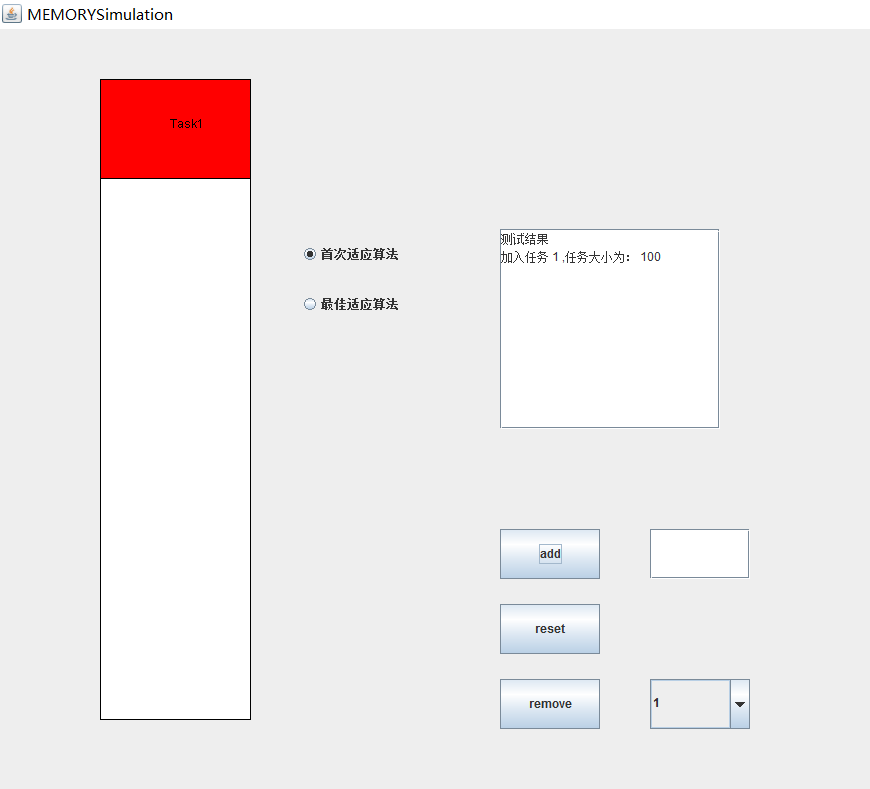 MEMORYSimulation
Task1
首次适应算法
最佳适应算法
测试结果
加入任务 1 ,任务大小为： 100
add
reset
remove
1